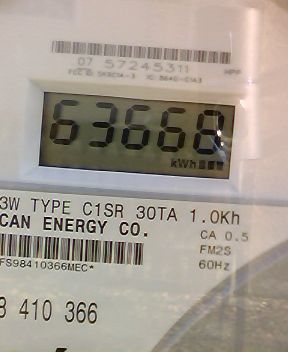 07 57245311
63668
kWh
3W TYPE C1SR 30TA 1.0Kh
CAN ENERGY CO.
CA 0.5
FM2S
60Hz
FS98410366MEC*
8 410 366